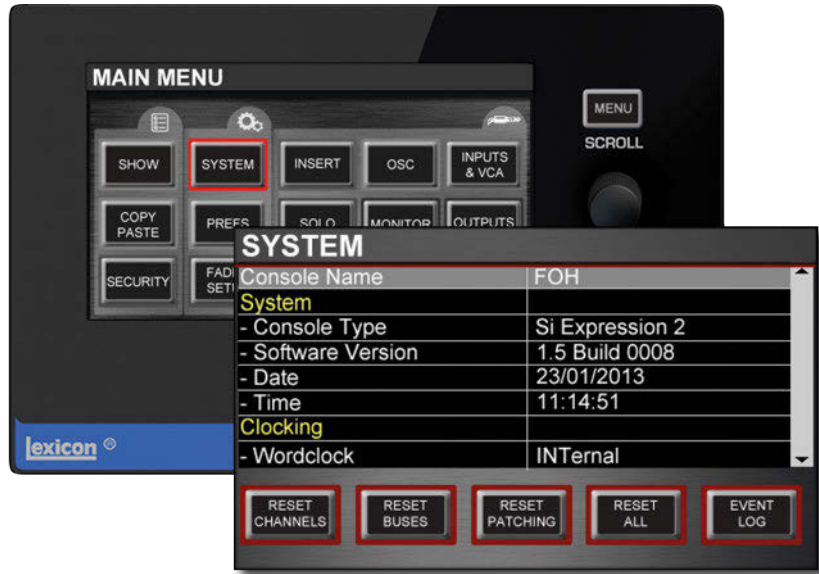 MAIN MENU
MENU
SCROLL
SHOW
SYSTEM
INSERT
OSC
INPUTS
& VCA
COPY
PASTE
PREFS
SOLO
MONITOR
OUTPUTS
SECURITY
SYSTEM
Console Name FOH
System
- Console Type Si Expression 2
- Software Version 1.5 Build 0008
- Date 23/01/2013
- Time 11:14:51
Clocking
- Wordclock INTernal
lexicon ®
RESET
CHANNELS
RESET
BUSES
RESET
PATCHING
RESET
ALL
EVENT
LOG